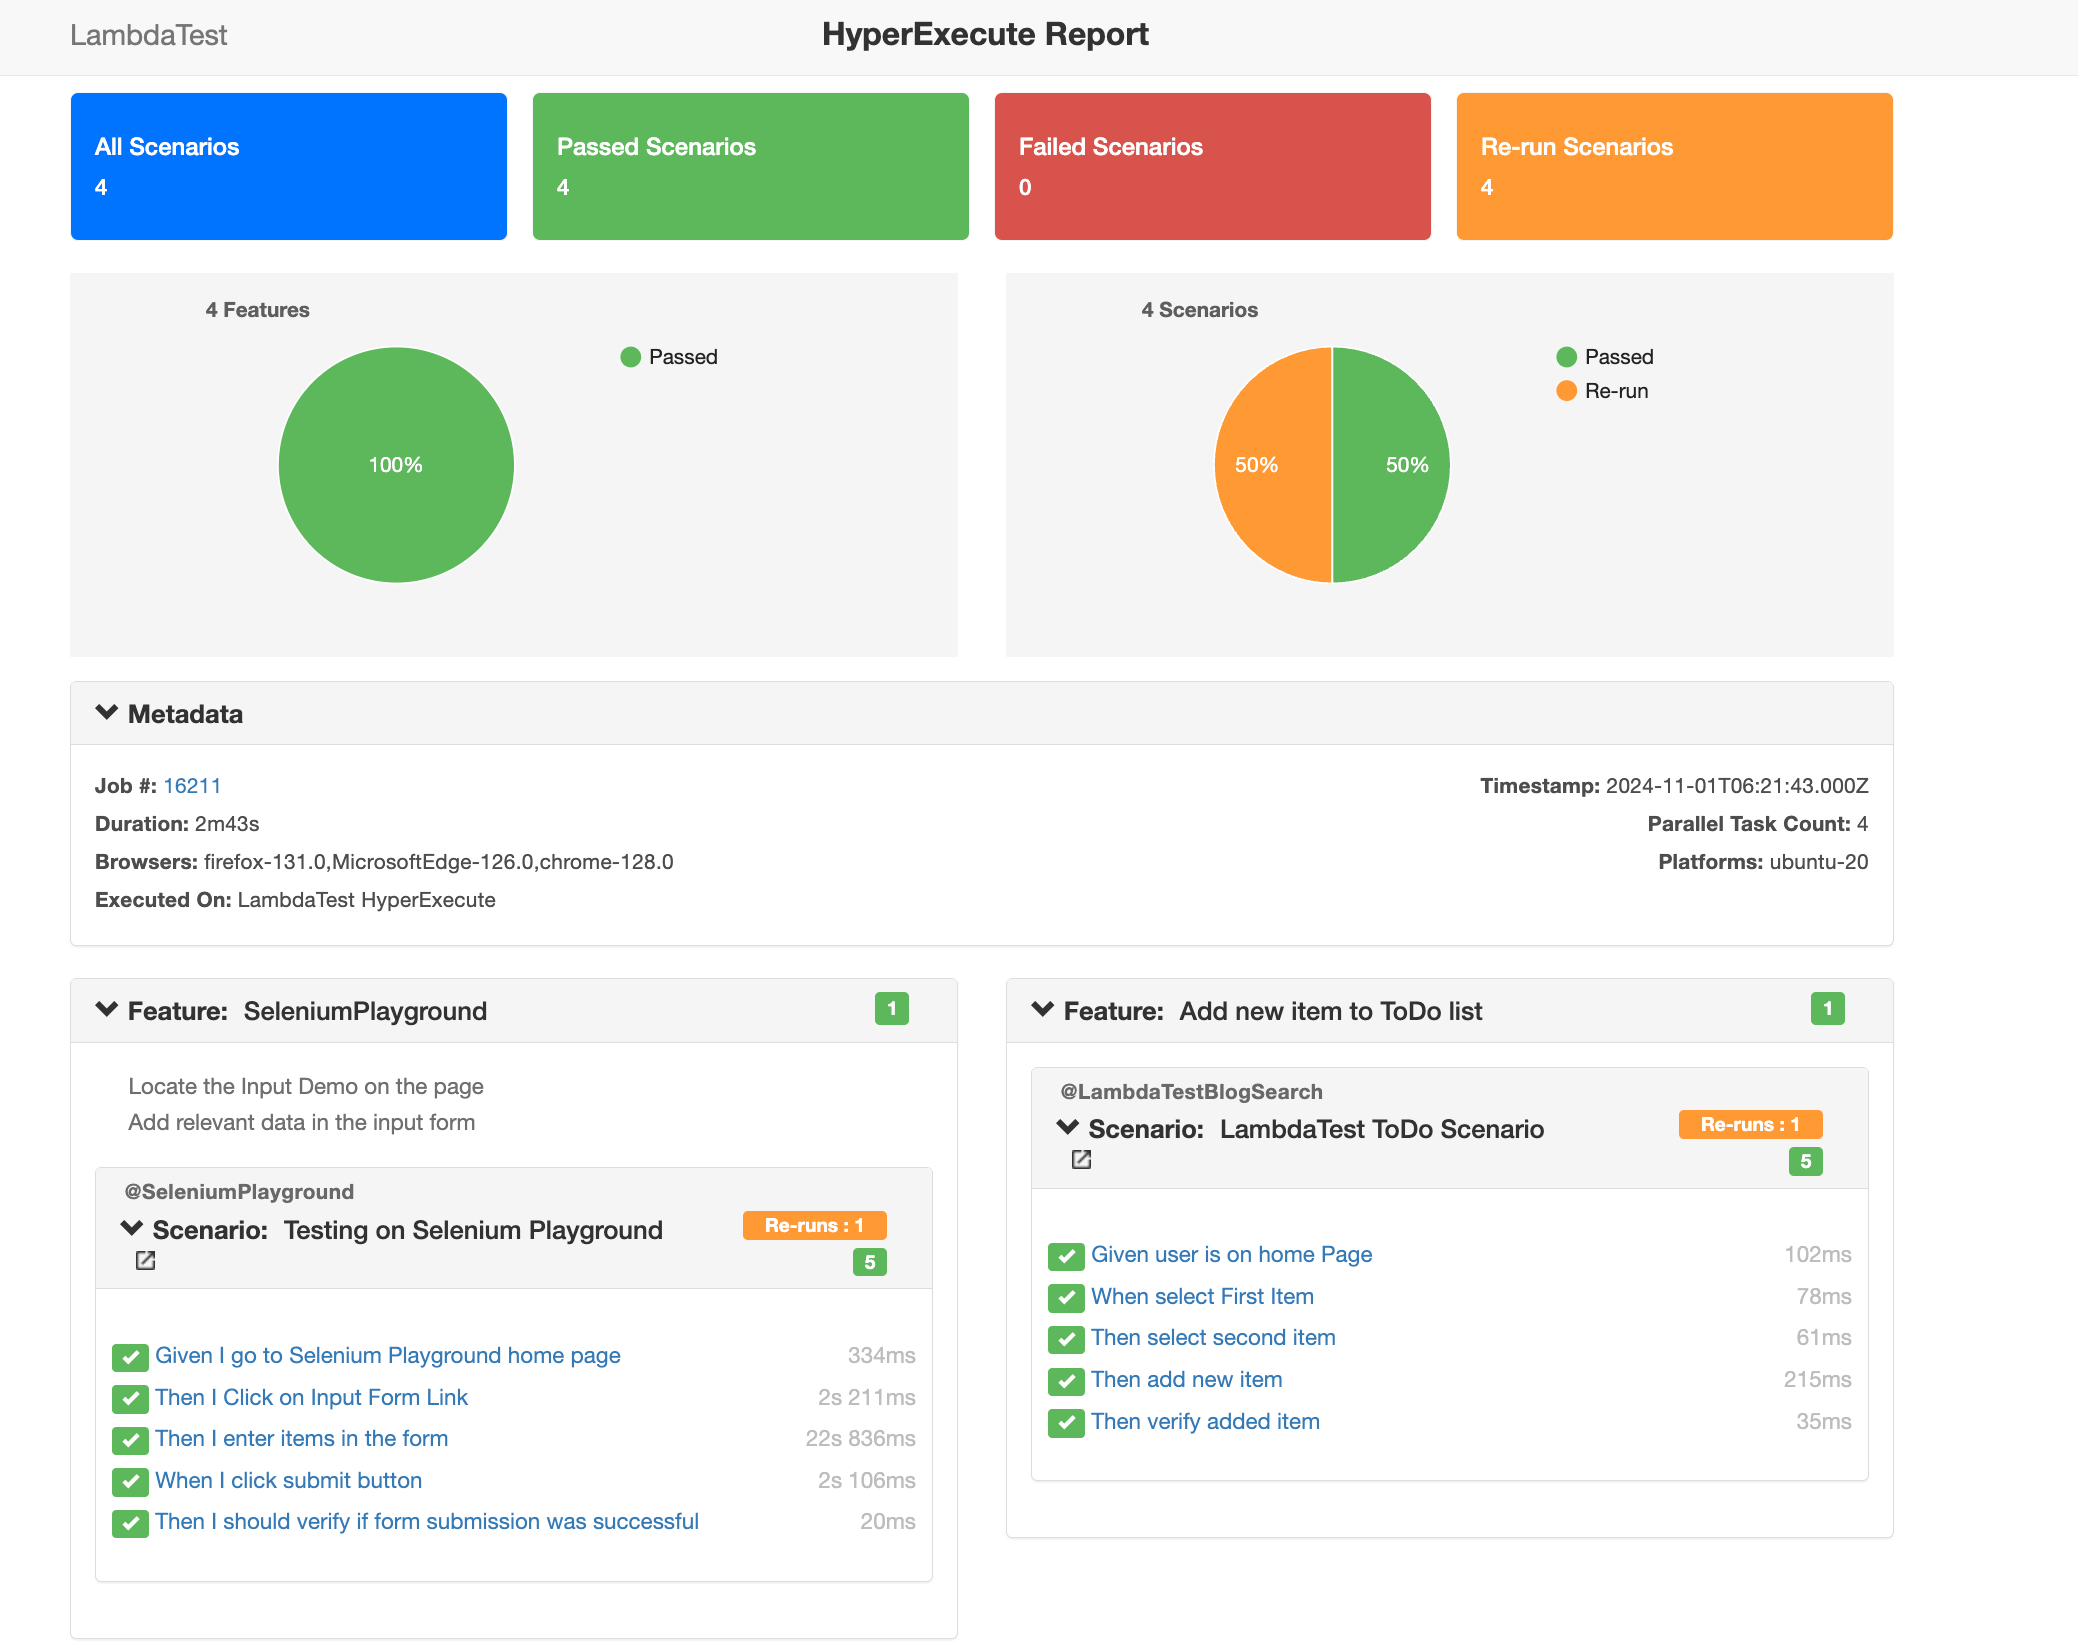 LambdaTest
HyperExecute Report
All Scenarios
4
Passed Scenarios
4
Failed Scenarios
0
Re-run Scenarios
4
4 Features
Passed
100%
4 Scenarios
Passed
Re-run
50%
50%
Metadata
Job #: 16211
Duration: 2m43s
Browsers: firefox-131.0,MicrosoftEdge-126.0,chrome-128.0
Executed On: LambdaTest HyperExecute
Timestamp: 2024-11-01T06:21:43.000Z
Parallel Task Count: 4
Platforms: ubuntu-20
Feature: SeleniumPlayground
1
Locate the Input Demo on the page
Add relevant data in the input form
@SeleniumPlayground
Scenario: Testing on Selenium Playground
Re-runs : 1
5
Given I go to Selenium Playground home page 334ms
Then I Click on Input Form Link 2s 211ms
Then I enter items in the form 22s 836ms
When I click submit button 2s 106ms
Then I should verify if form submission was successful 20ms
Feature: Add new item to ToDo list
1
@LambdaTestBlogSearch
Scenario: LambdaTest ToDo Scenario
Re-runs : 1
5
Given user is on home Page 102ms
When select First Item 78ms
Then select second item 61ms
Then add new item 215ms
Then verify added item 35ms